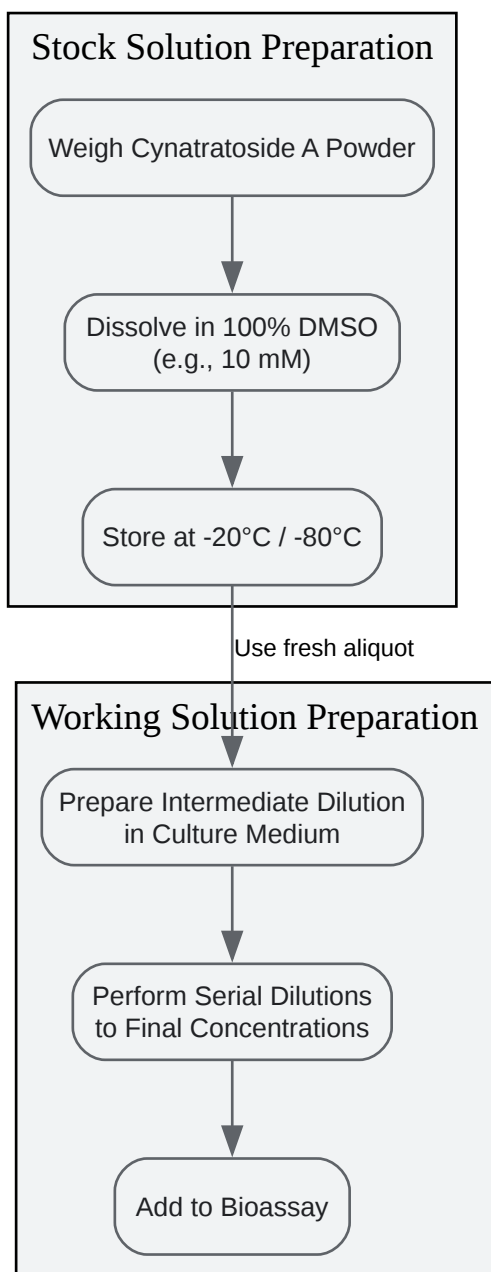 Stock Solution Preparation
Weigh Cynatratoside A Powder
Dissolve in 100% DMSO
(e.g., 10 mM)
Store at -20°C / -80°C
Use fresh aliquot
Working Solution Preparation
Prepare Intermediate Dilution
in Culture Medium
Perform Serial Dilutions
to Final Concentrations
Add to Bioassay